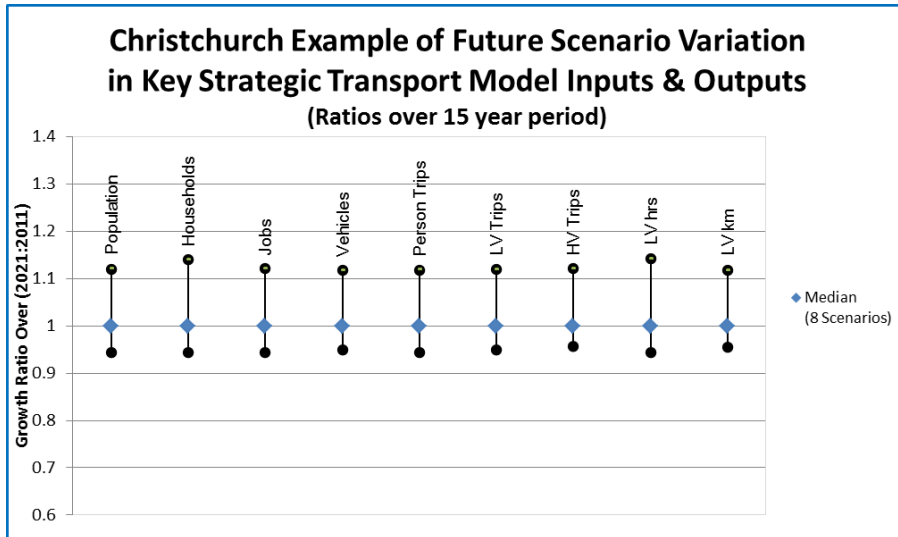 Christchurch Example of Future Scenario Variation
in Key Strategic Transport Model Inputs & Outputs
(Ratios over 15 year period)
Growth Ratio Over (2021:2011)
1.4
1.3
1.2
1.1
1
0.9
0.8
0.7
0.6
Population
Households
Jobs
Vehicles
Person Trips
LV Trips
HV Trips
LV hrs
LV km
Median
(8 Scenarios)